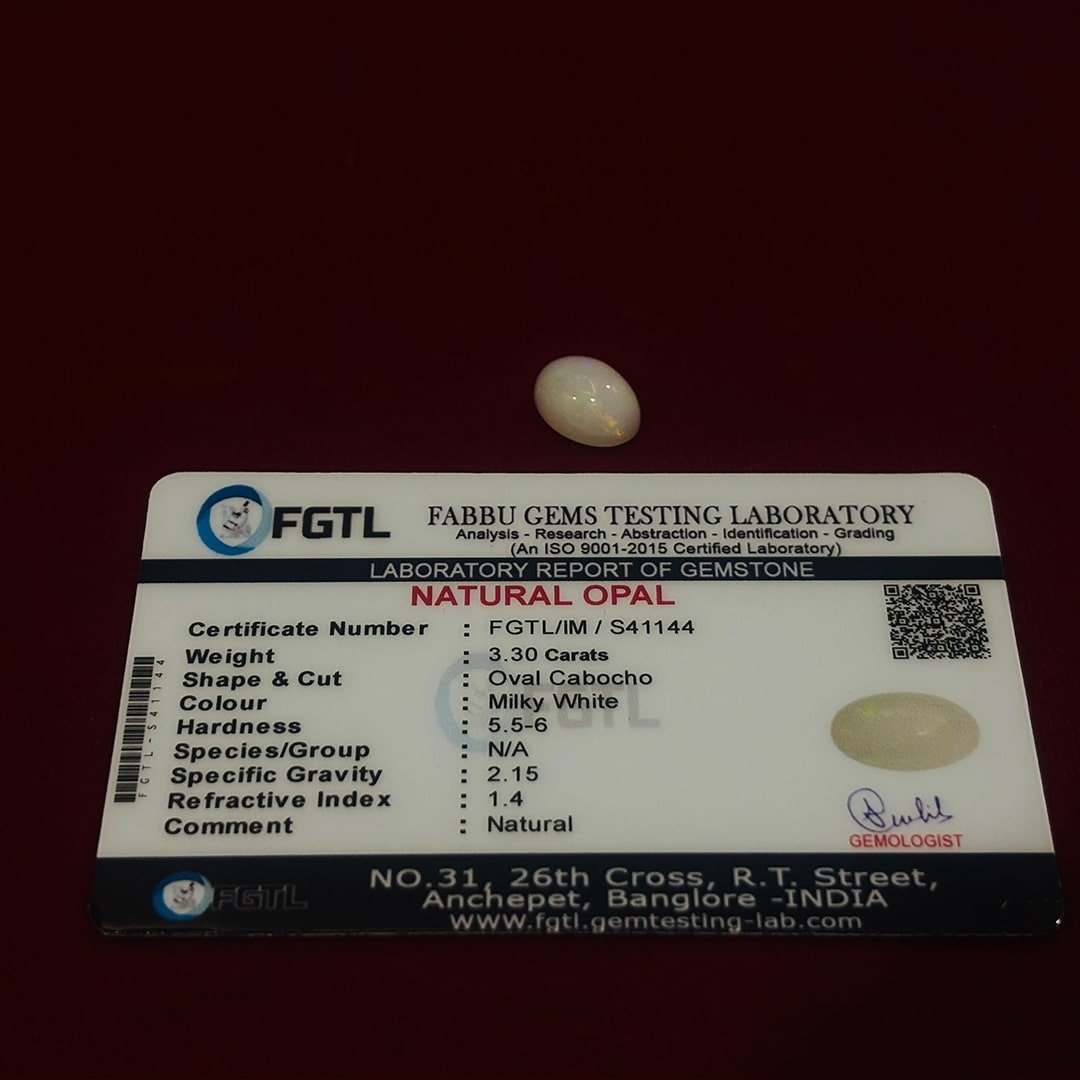 FGTL
FABBU GEMS TESTING LABORATORY
Analysis - Research - Abstraction - Identification - Grading
(An ISO 9001-2015 Certified Laboratory)
LABORATORY REPORT OF GEMSTONE
NATURAL OPAL
Certificate Number : FGTL/IM / S41144
Weight : 3.30 Carats
Shape & Cut : Oval Cabocho
Colour : Milky White
Hardness : 5.5-6
Species/Group : N/A
Specific Gravity : 2.15
Refractive Index : 1.4
Comment : Natural
FGTL
FGTL-S41144
GEMOLOGIST
FGTL
NO.31, 26th Cross, R.T. Street,
Anchepet, Banglore -INDIA
www.fgtl.gemtesting-lab.com